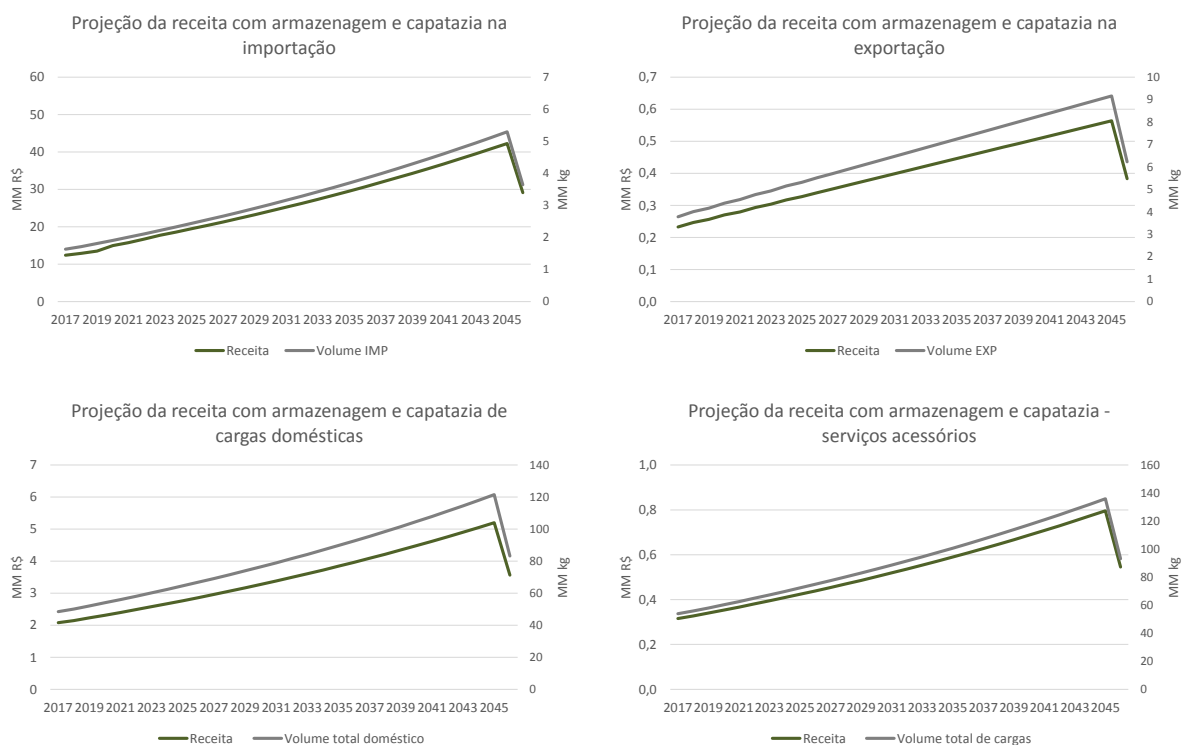 Projeção da receita com armazenagem e capatazia na
importação
60
50
40
30
20
10
0
MM R$
7
6
5
4
3
2
1
0
MM kg
2017 2019 2021 2023 2025 2027 2029 2031 2033 2035 2037 2039 2041 2043 2045
Receita Volume IMP
Projeção da receita com armazenagem e capatazia na
exportação
0,7
0,6
0,5
0,4
0,3
0,2
0,1
0,0
MM R$
10
9
8
7
6
5
4
3
2
1
0
MM kg
2017 2019 2021 2023 2025 2027 2029 2031 2033 2035 2037 2039 2041 2043 2045
Receita Volume EXP
Projeção da receita com armazenagem e capatazia de
cargas domésticas
7
6
5
4
3
2
1
0
MM R$
140
120
100
80
60
40
20
0
MM kg
2017 2019 2021 2023 2025 2027 2029 2031 2033 2035 2037 2039 2041 2043 2045
Receita Volume total doméstico
Projeção da receita com armazenagem e capatazia -
serviços acessórios
1,0
0,8
0,6
0,4
0,2
0,0
MM R$
160
140
120
100
80
60
40
20
0
MM kg
2017 2019 2021 2023 2025 2027 2029 2031 2033 2035 2037 2039 2041 2043 2045
Receita Volume total de cargas